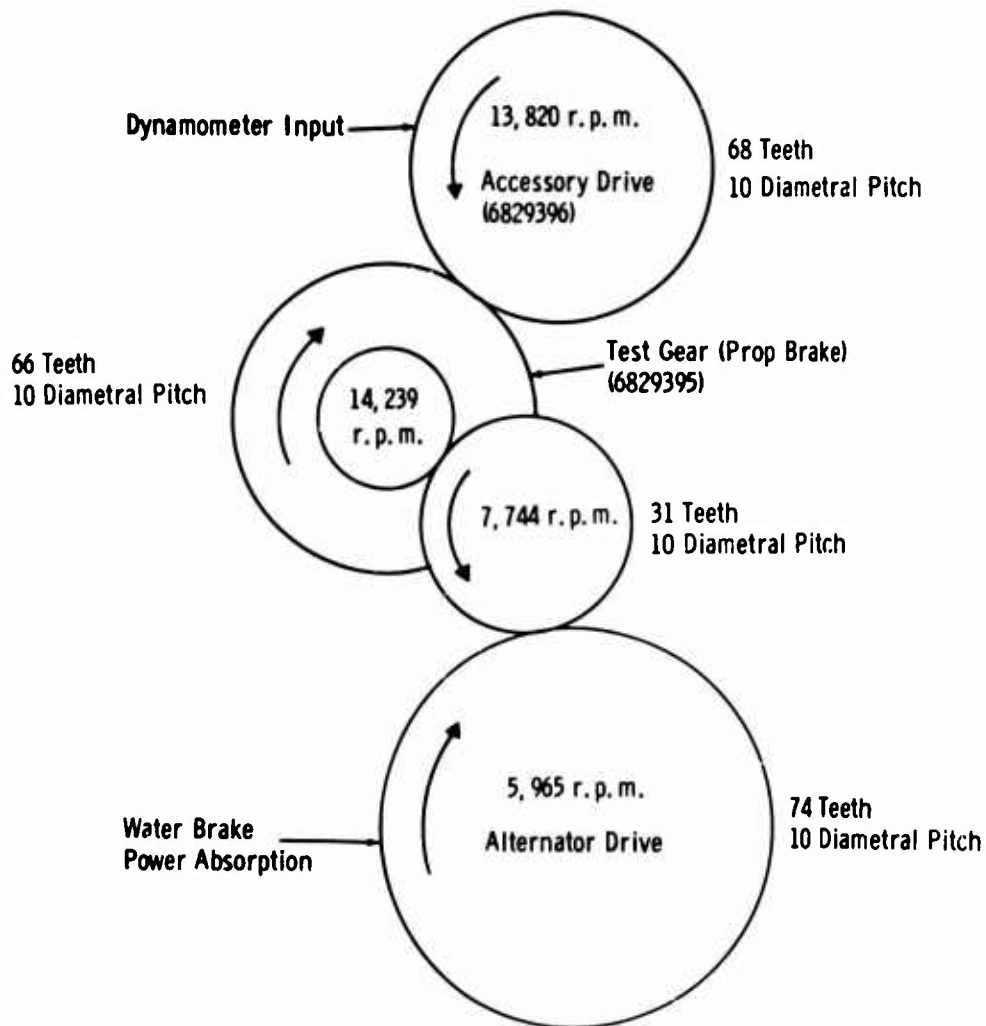 Dynamometer Input
13,820 r.p.m.
Accessory Drive
(6829396)
68 Teeth
10 Diametral Pitch
66 Teeth
10 Diametral Pitch
14,239
r.p.m.
Test Gear (Prop Brake)
(6829395)
7,744 r.p.m.
31 Teeth
10 Diametral Pitch
5,965 r.p.m.
Alternator Drive
74 Teeth
10 Diametral Pitch
Water Brake
Power Absorption